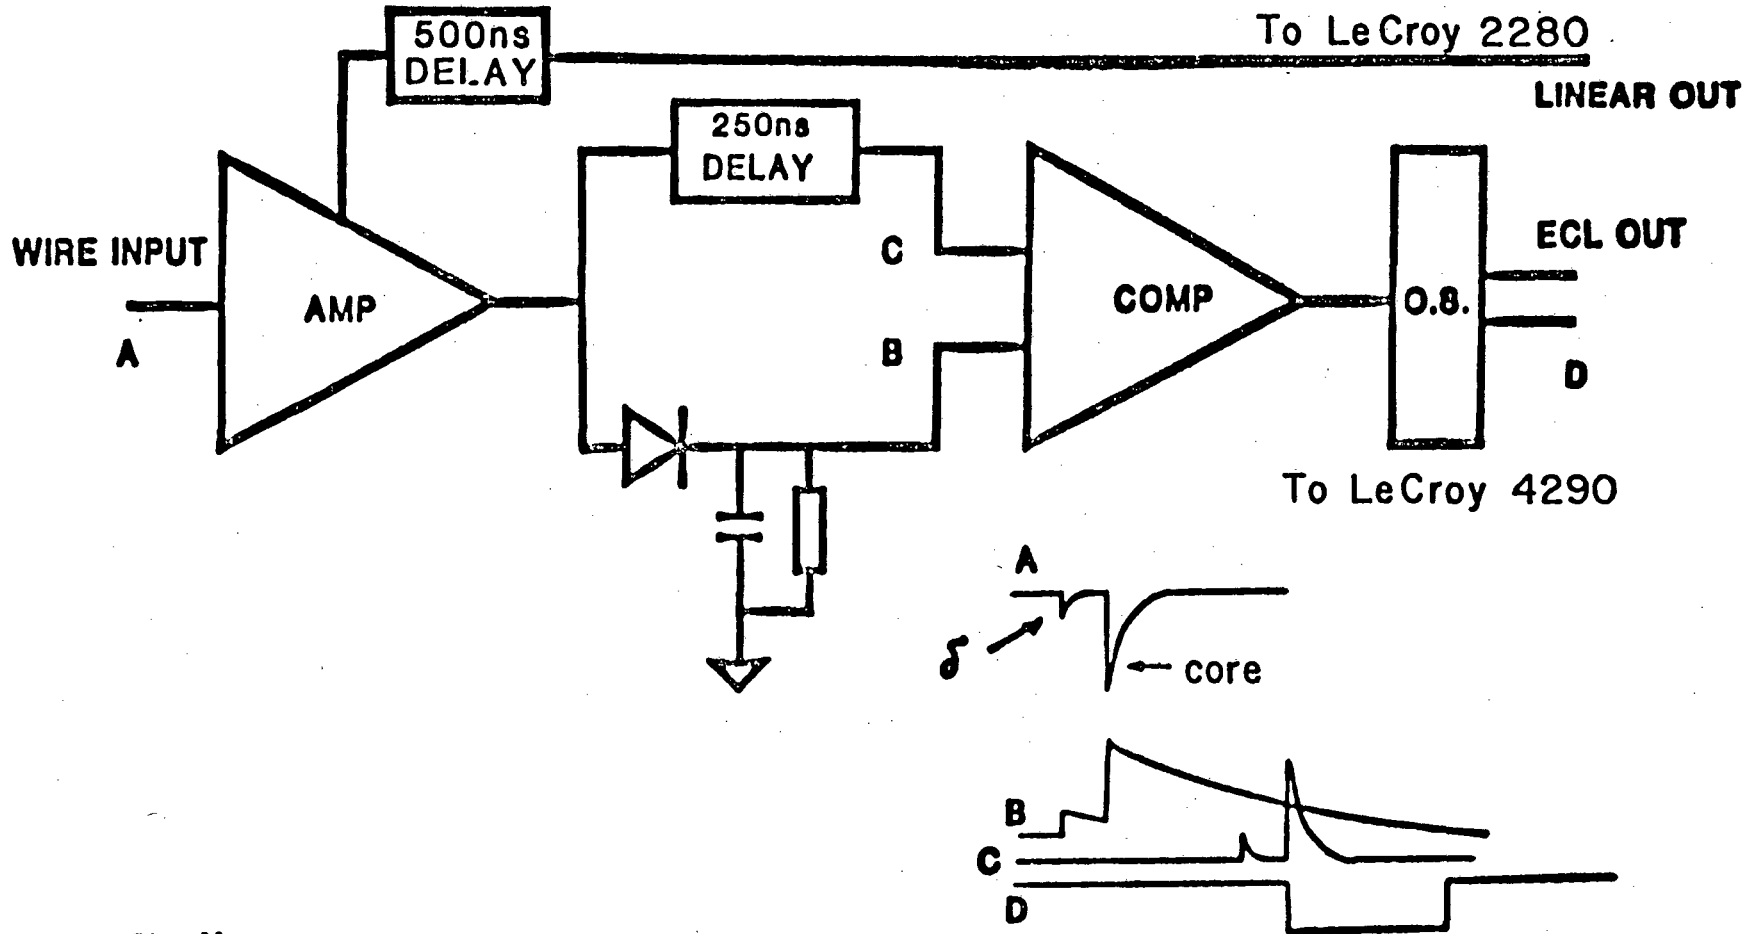 500ns
DELAY
To LeCroy 2280
LINEAR OUT
250ns
DELAY
WIRE INPUT
A
AMP
C
B
COMP
O.S.
ECL OUT
D
To LeCroy 4290
A
δ
core
B
C
D